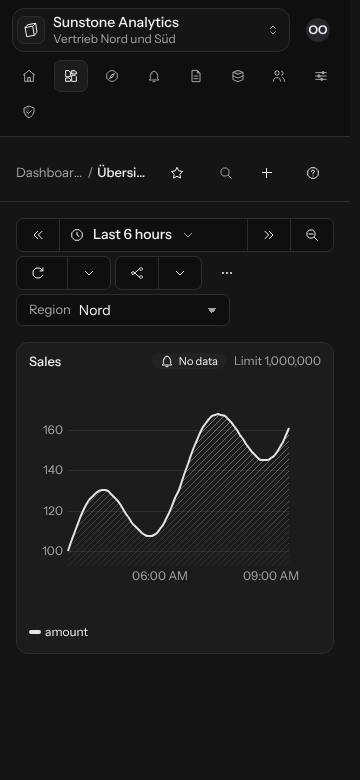 Sunstone Analytics
Vertrieb Nord und Süd
OO
Dashboar… / Übersi…
Last 6 hours
Region Nord
Sales No data Limit 1,000,000
160
140
120
100
06:00 AM 09:00 AM
amount